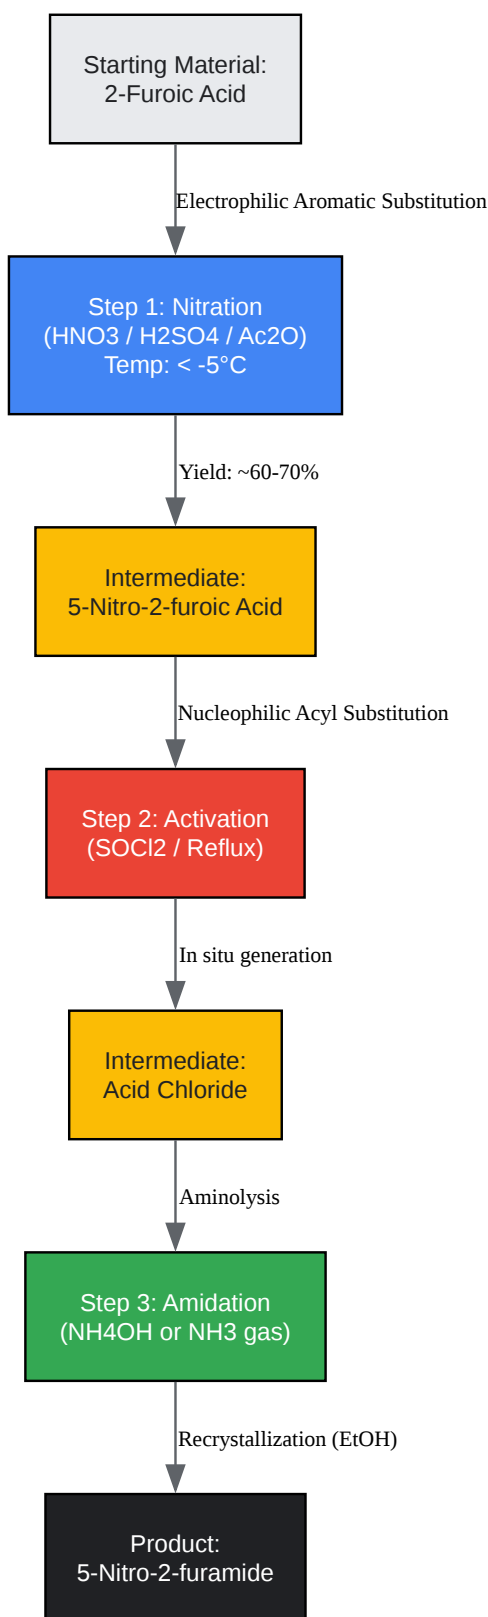 Starting Material:
2-Furoic Acid
Electrophilic Aromatic Substitution
Step 1: Nitration
(HNO3 / H2SO4 / Ac2O)
Temp: < -5°C
Yield: ~60-70%
Intermediate:
5-Nitro-2-furoic Acid
Nucleophilic Acyl Substitution
Step 2: Activation
(SOCl2 / Reflux)
In situ generation
Intermediate:
Acid Chloride
Aminolysis
Step 3: Amidation
(NH4OH or NH3 gas)
Recrystallization (EtOH)
Product:
5-Nitro-2-furamide